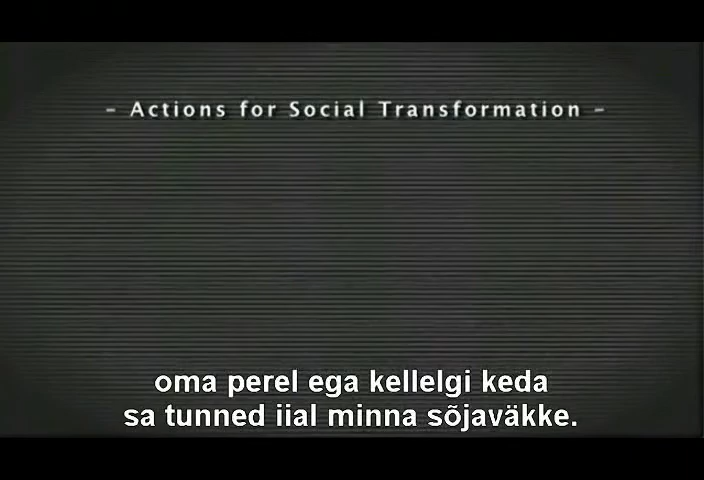 - Actions for Social Transformation -
oma perel ega kellelgi keda
sa tunned iial minna sõjaväkke.